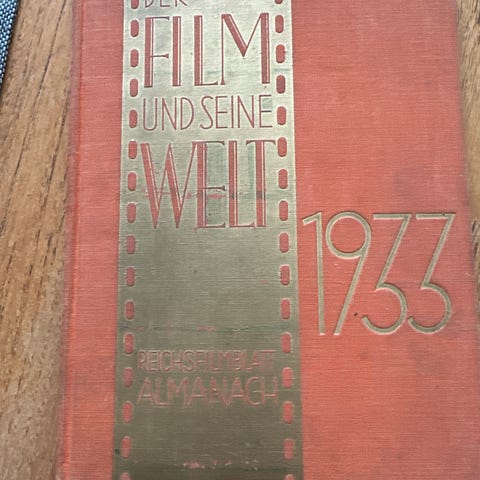 DER
FILM
UND SEINE
WELT
1933
REICHSFILMBLATT
ALMANACH